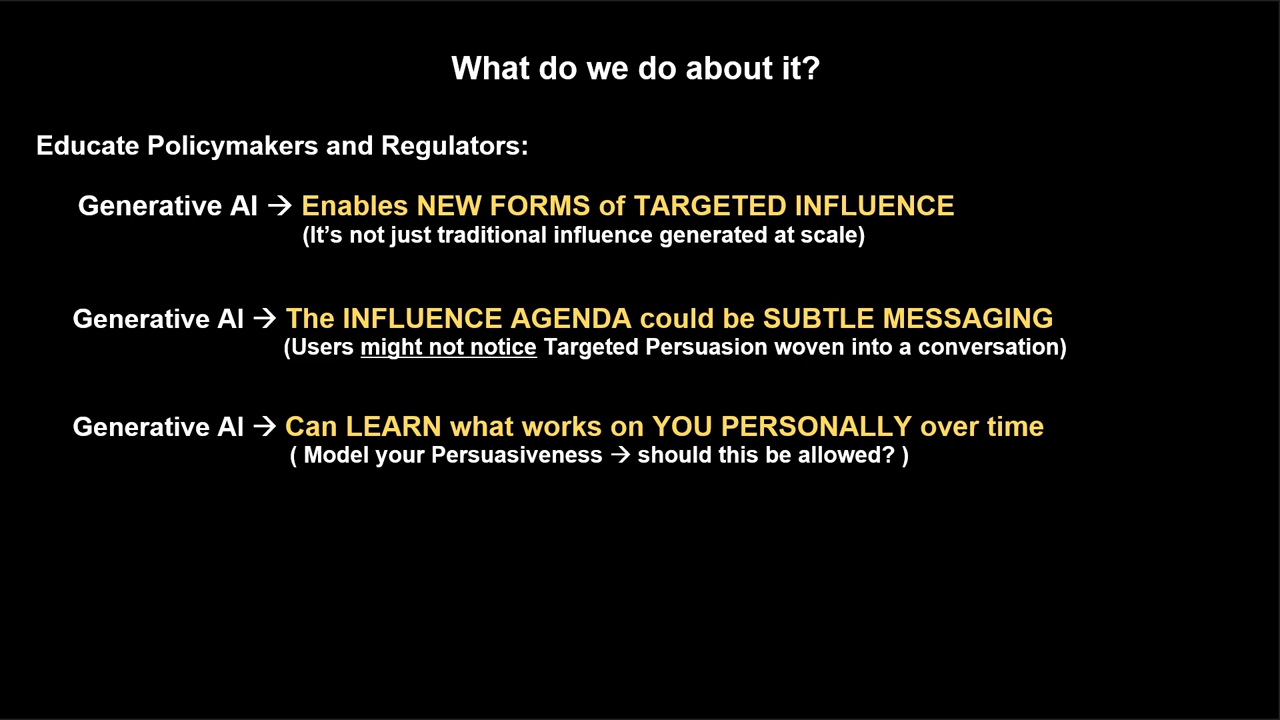 What do we do about it?
Educate Policymakers and Regulators:
Generative AI → Enables NEW FORMS of TARGETED INFLUENCE
(It’s not just traditional influence generated at scale)
Generative AI → The INFLUENCE AGENDA could be SUBTLE MESSAGING
(Users might not notice Targeted Persuasion woven into a conversation)
Generative AI → Can LEARN what works on YOU PERSONALLY over time
( Model your Persuasiveness → should this be allowed? )